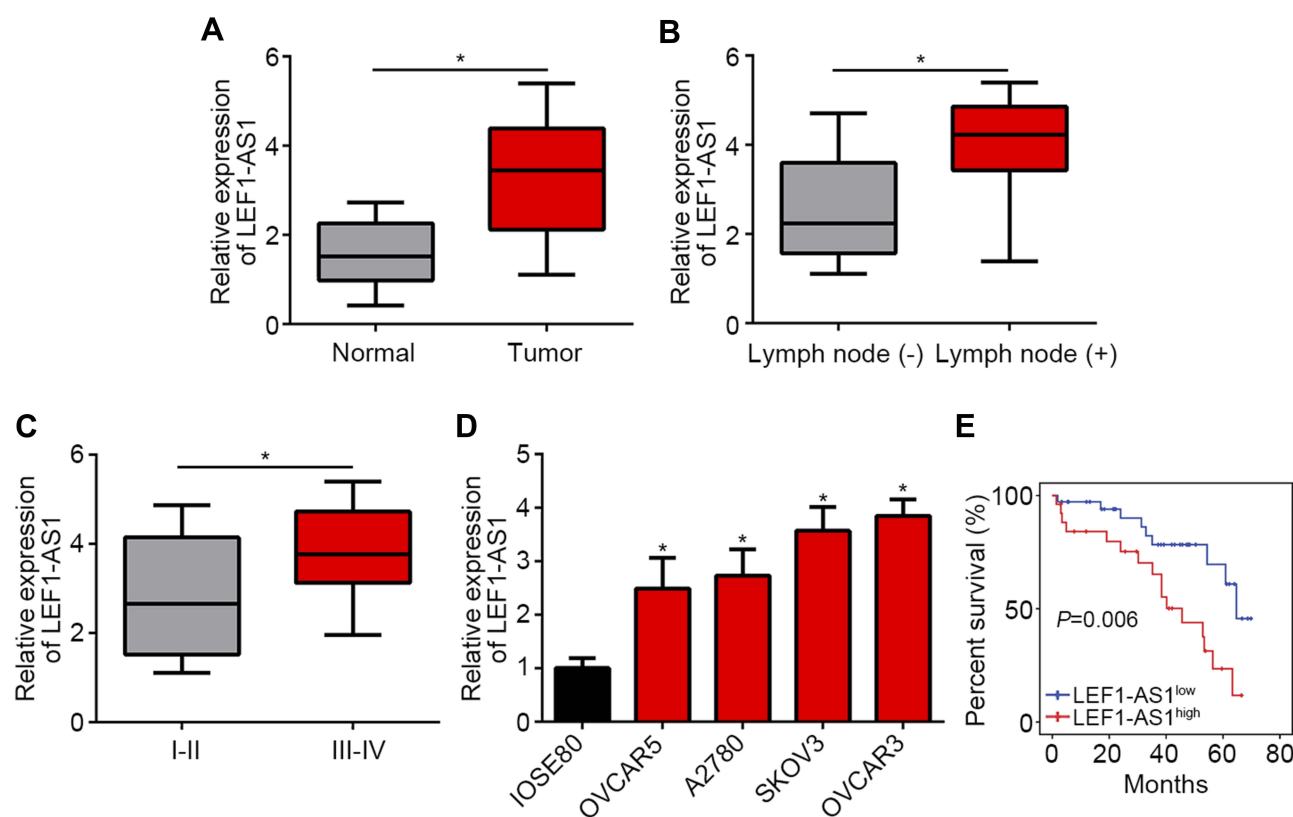 A
Relative expression
of LEF1-AS1
6
4
2
0
*
Normal
Tumor
B
Relative expression
of LEF1-AS1
6
4
2
0
*
Lymph node (-)
Lymph node (+)
C
Relative expression
of LEF1-AS1
6
4
2
0
*
I-II
III-IV
D
Relative expression
of LEF1-AS1
5
4
3
2
1
0
*
*
*
*
IOSE80
OVCAR5
A2780
SKOV3
OVCAR3
E
Percent survival (%)
100
50
0
P=0.006
LEF1-AS1low
LEF1-AS1high
0
20
40
60
80
Months